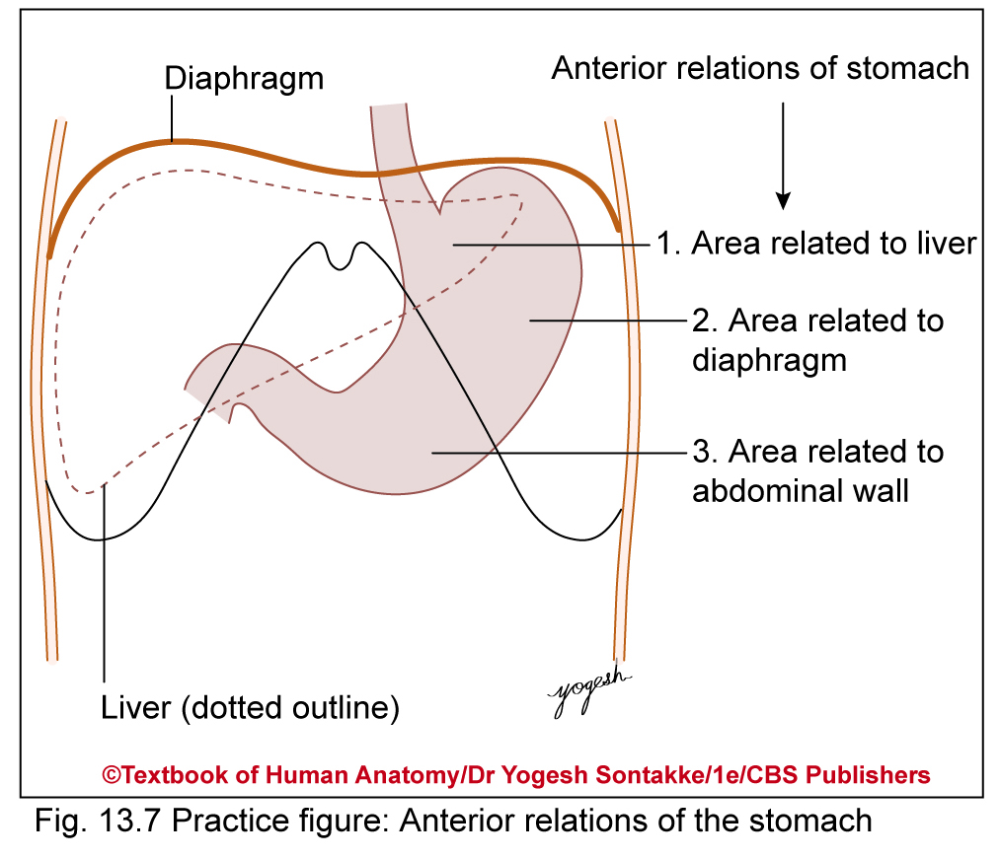 Diaphragm
Anterior relations of stomach
1. Area related to liver
2. Area related to
diaphragm
3. Area related to
abdominal wall
Liver (dotted outline)
yogesh
©Textbook of Human Anatomy/Dr Yogesh Sontakke/1e/CBS Publishers
Fig. 13.7 Practice figure: Anterior relations of the stomach